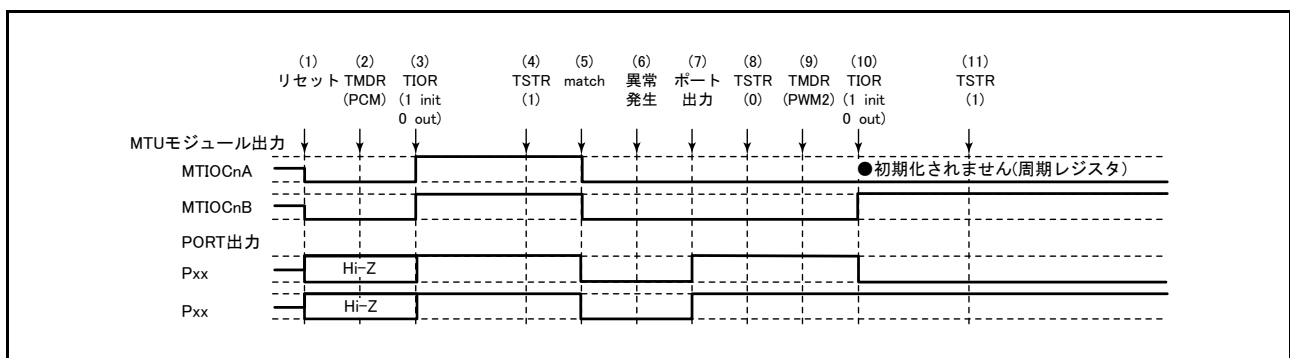 (1) (2) (3) (4) (5) (6) (7) (8) (9) (10) (11)
リセット TMDR TIOR TSTR match 異常 ポート TSTR TMDR TIOR TSTR
(PCM) (1 init (1) 発生 出力 (0) (PWM2) (1 init (1)
0 out) 0 out)
MTUモジュール出力
MTIOCnA ●初期化されません(周期レジスタ)
MTIOCnB
PORT出力
Pxx Hi-Z
Pxx Hi-Z